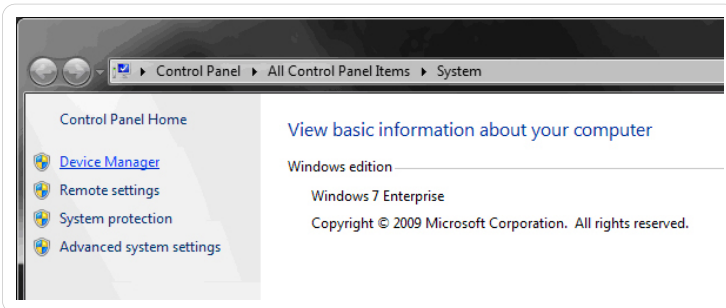 Control Panel ▸ All Control Panel Items ▸ System
Control Panel Home
Device Manager
Remote settings
System protection
Advanced system settings
View basic information about your computer
Windows edition
Windows 7 Enterprise
Copyright © 2009 Microsoft Corporation.  All rights reserved.